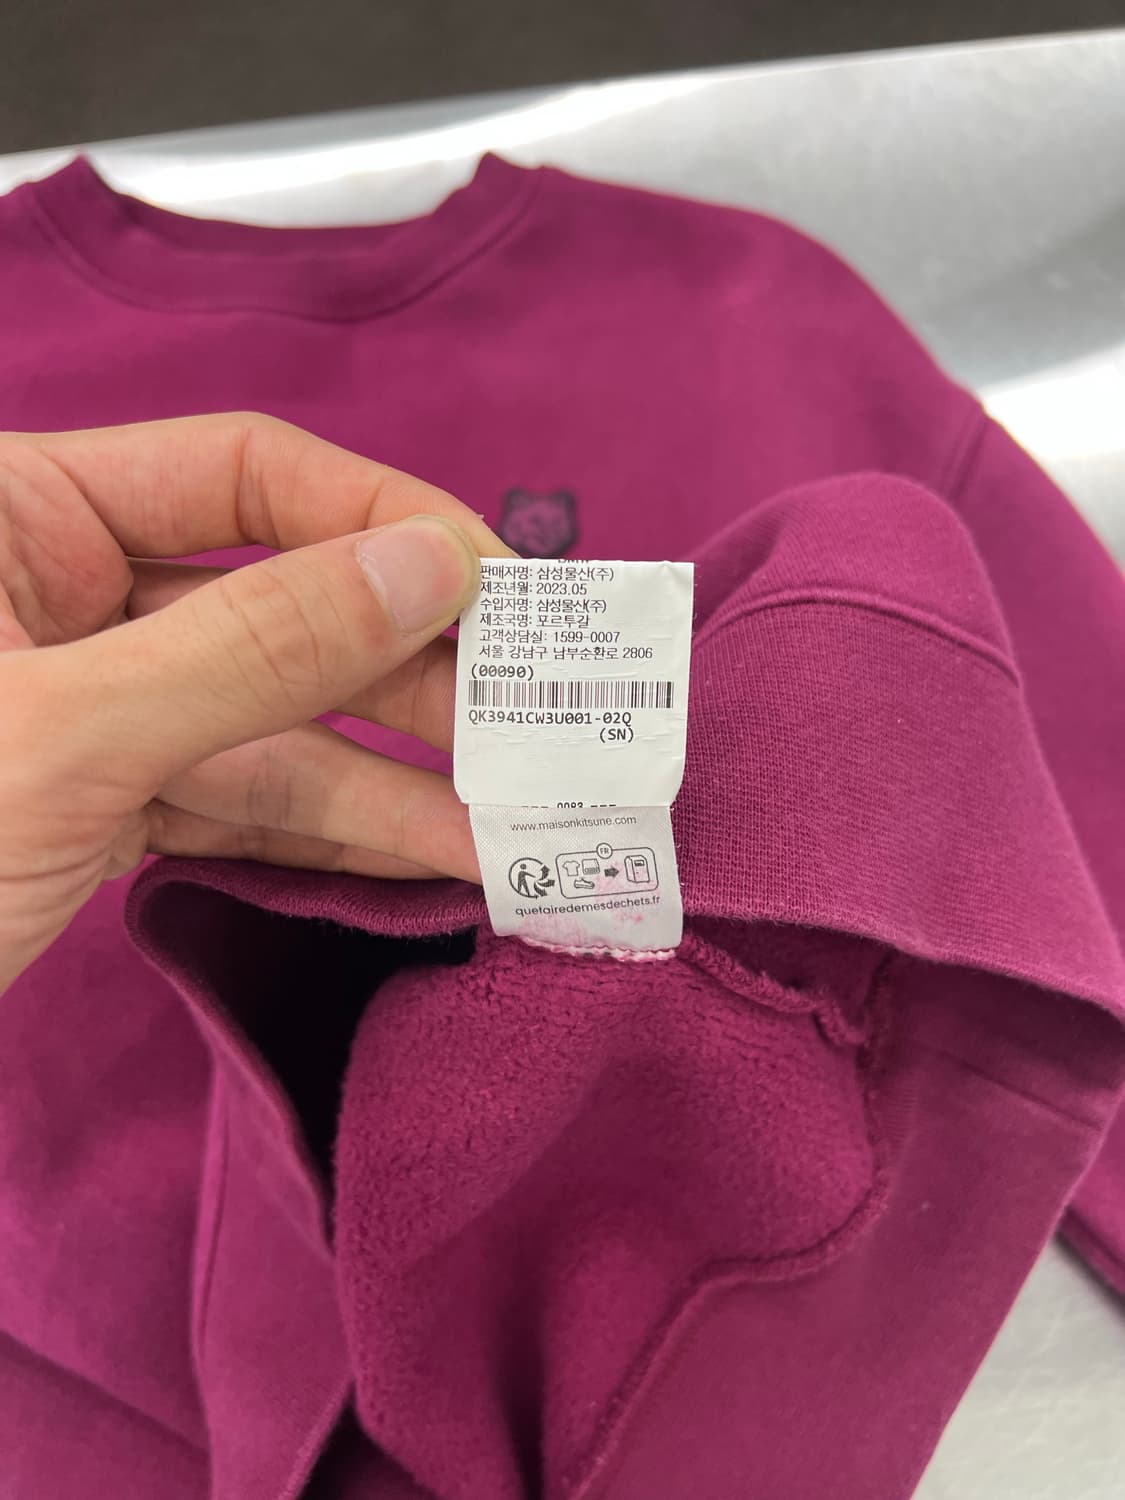 판매자명: 삼성물산(주)
제조년월: 2023.05
수입자명: 삼성물산(주)
제조국명: 포르투갈
고객상담실: 1599-0007
서울 강남구 남부순환로 2806
(00090)
QK3941CW3U001-02Q
(SN)
--- 0083 ---
www.maisonkitsune.com
FR
quefairedemesdechets.fr